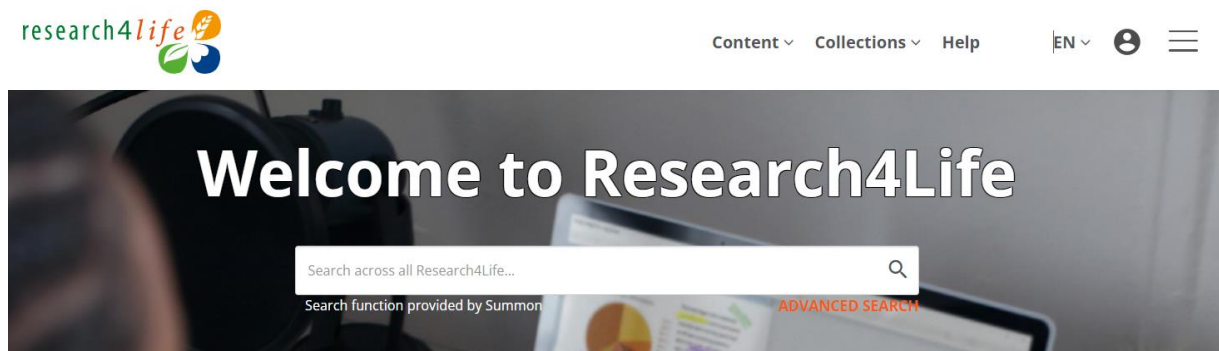 research4life
Content Collections Help EN
Welcome to Research4Life
Search across all Research4Life...
Search function provided by Summon
ADVANCED SEARCH